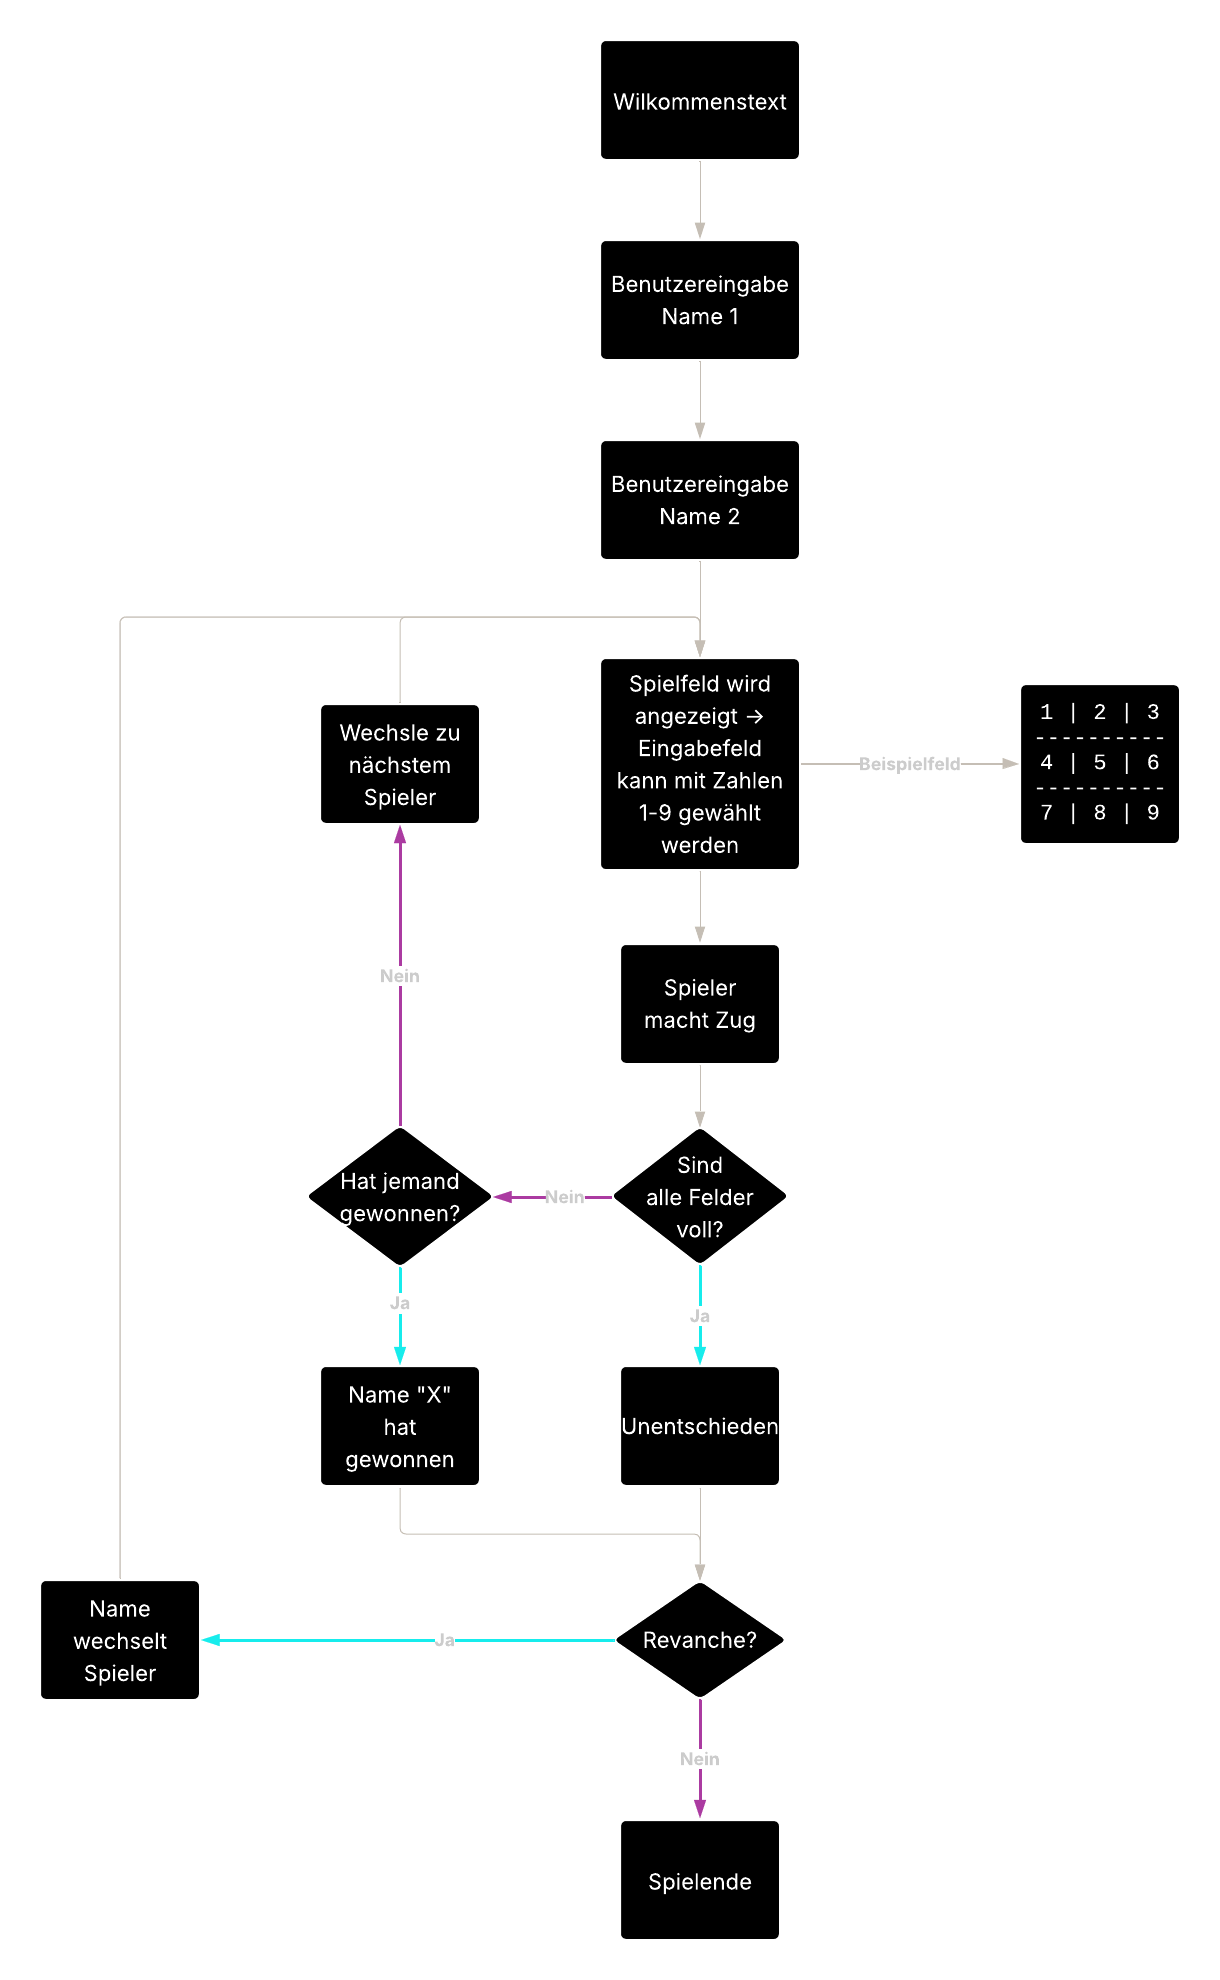 Wilkommenstext
Benutzereingabe
Name 1
Benutzereingabe
Name 2
Spielfeld wird
angezeigt →
Eingabefeld
kann mit Zahlen
1-9 gewählt
werden
Beispielfeld
1 | 2 | 3
----------
4 | 5 | 6
----------
7 | 8 | 9
Wechsle zu
nächstem
Spieler
Nein
Spieler
macht Zug
Sind
alle Felder
voll?
Nein
Hat jemand
gewonnen?
Ja
Ja
Name "X"
hat
gewonnen
Unentschieden
Revanche?
Ja
Name
wechselt
Spieler
Nein
Spielende